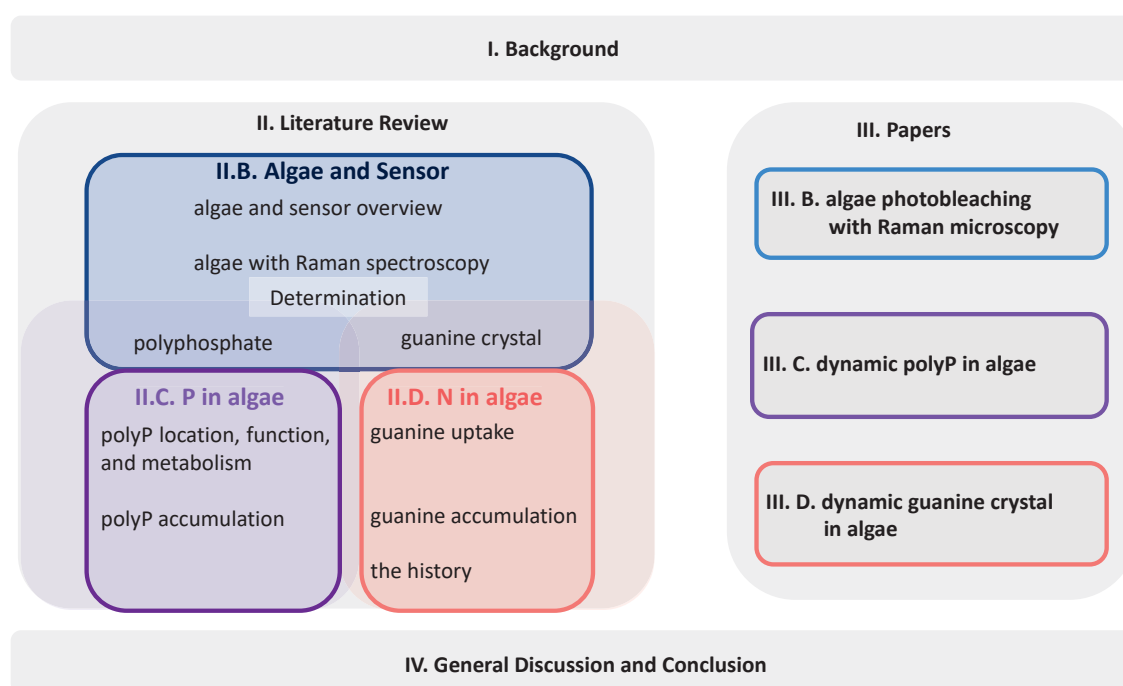 I. Background
II. Literature Review
II.B. Algae and Sensor
algae and sensor overview
algae with Raman spectroscopy
Determination
polyphosphate
guanine crystal
II.C. P in algae
polyP location, function,
and metabolism
polyP accumulation
II.D. N in algae
guanine uptake
guanine accumulation
the history
III. Papers
III. B. algae photobleaching
with Raman microscopy
III. C. dynamic polyP in algae
III. D. dynamic guanine crystal
in algae
IV. General Discussion and Conclusion